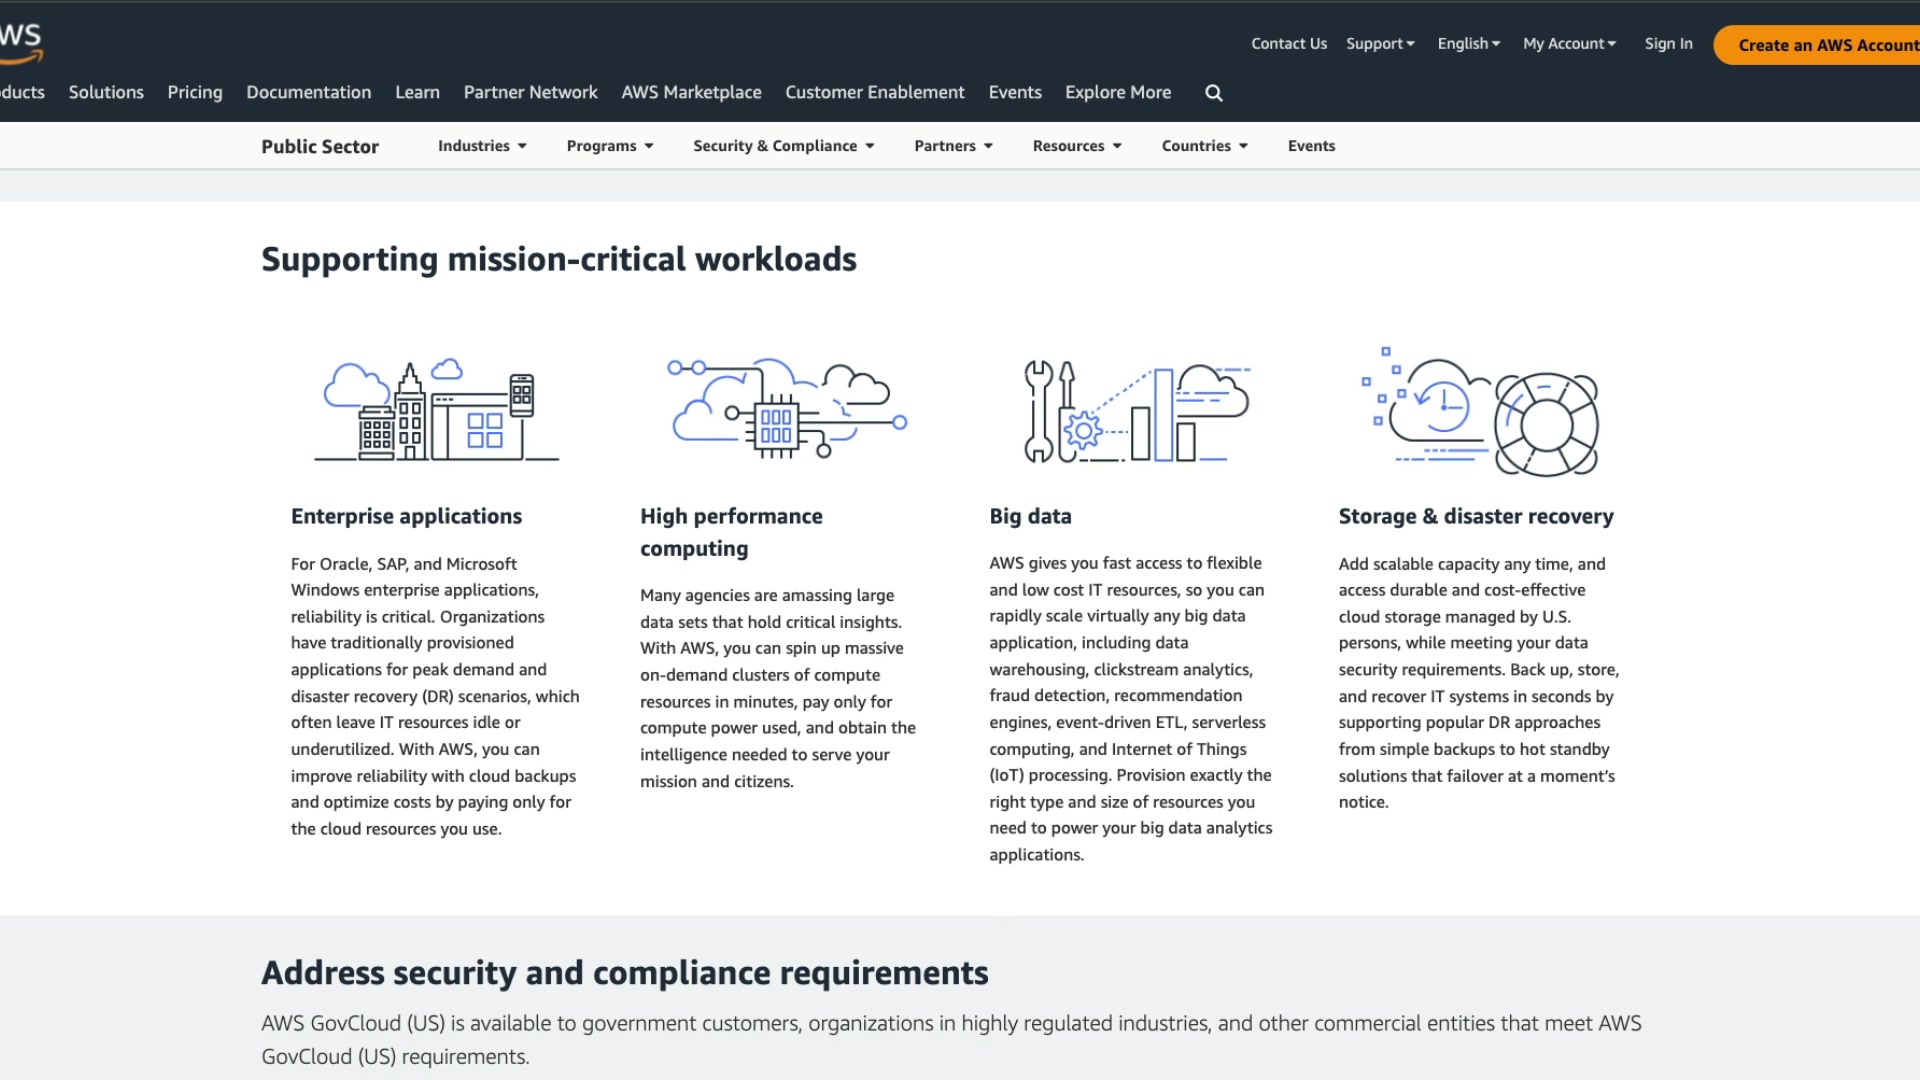 WS
Contact Us Support English My Account Sign In Create an AWS Account
ducts Solutions Pricing Documentation Learn Partner Network AWS Marketplace Customer Enablement Events Explore More
Public Sector Industries Programs Security & Compliance Partners Resources Countries Events
Supporting mission-critical workloads
Enterprise applications
For Oracle, SAP, and Microsoft
Windows enterprise applications,
reliability is critical. Organizations
have traditionally provisioned
applications for peak demand and
disaster recovery (DR) scenarios, which
often leave IT resources idle or
underutilized. With AWS, you can
improve reliability with cloud backups
and optimize costs by paying only for
the cloud resources you use.
High performance
computing
Many agencies are amassing large
data sets that hold critical insights.
With AWS, you can spin up massive
on-demand clusters of compute
resources in minutes, pay only for
compute power used, and obtain the
intelligence needed to serve your
mission and citizens.
Big data
AWS gives you fast access to flexible
and low cost IT resources, so you can
rapidly scale virtually any big data
application, including data
warehousing, clickstream analytics,
fraud detection, recommendation
engines, event-driven ETL, serverless
computing, and Internet of Things
(IoT) processing. Provision exactly the
right type and size of resources you
need to power your big data analytics
applications.
Storage & disaster recovery
Add scalable capacity any time, and
access durable and cost-effective
cloud storage managed by U.S.
persons, while meeting your data
security requirements. Back up, store,
and recover IT systems in seconds by
supporting popular DR approaches
from simple backups to hot standby
solutions that failover at a moment’s
notice.
Address security and compliance requirements
AWS GovCloud (US) is available to government customers, organizations in highly regulated industries, and other commercial entities that meet AWS
GovCloud (US) requirements.